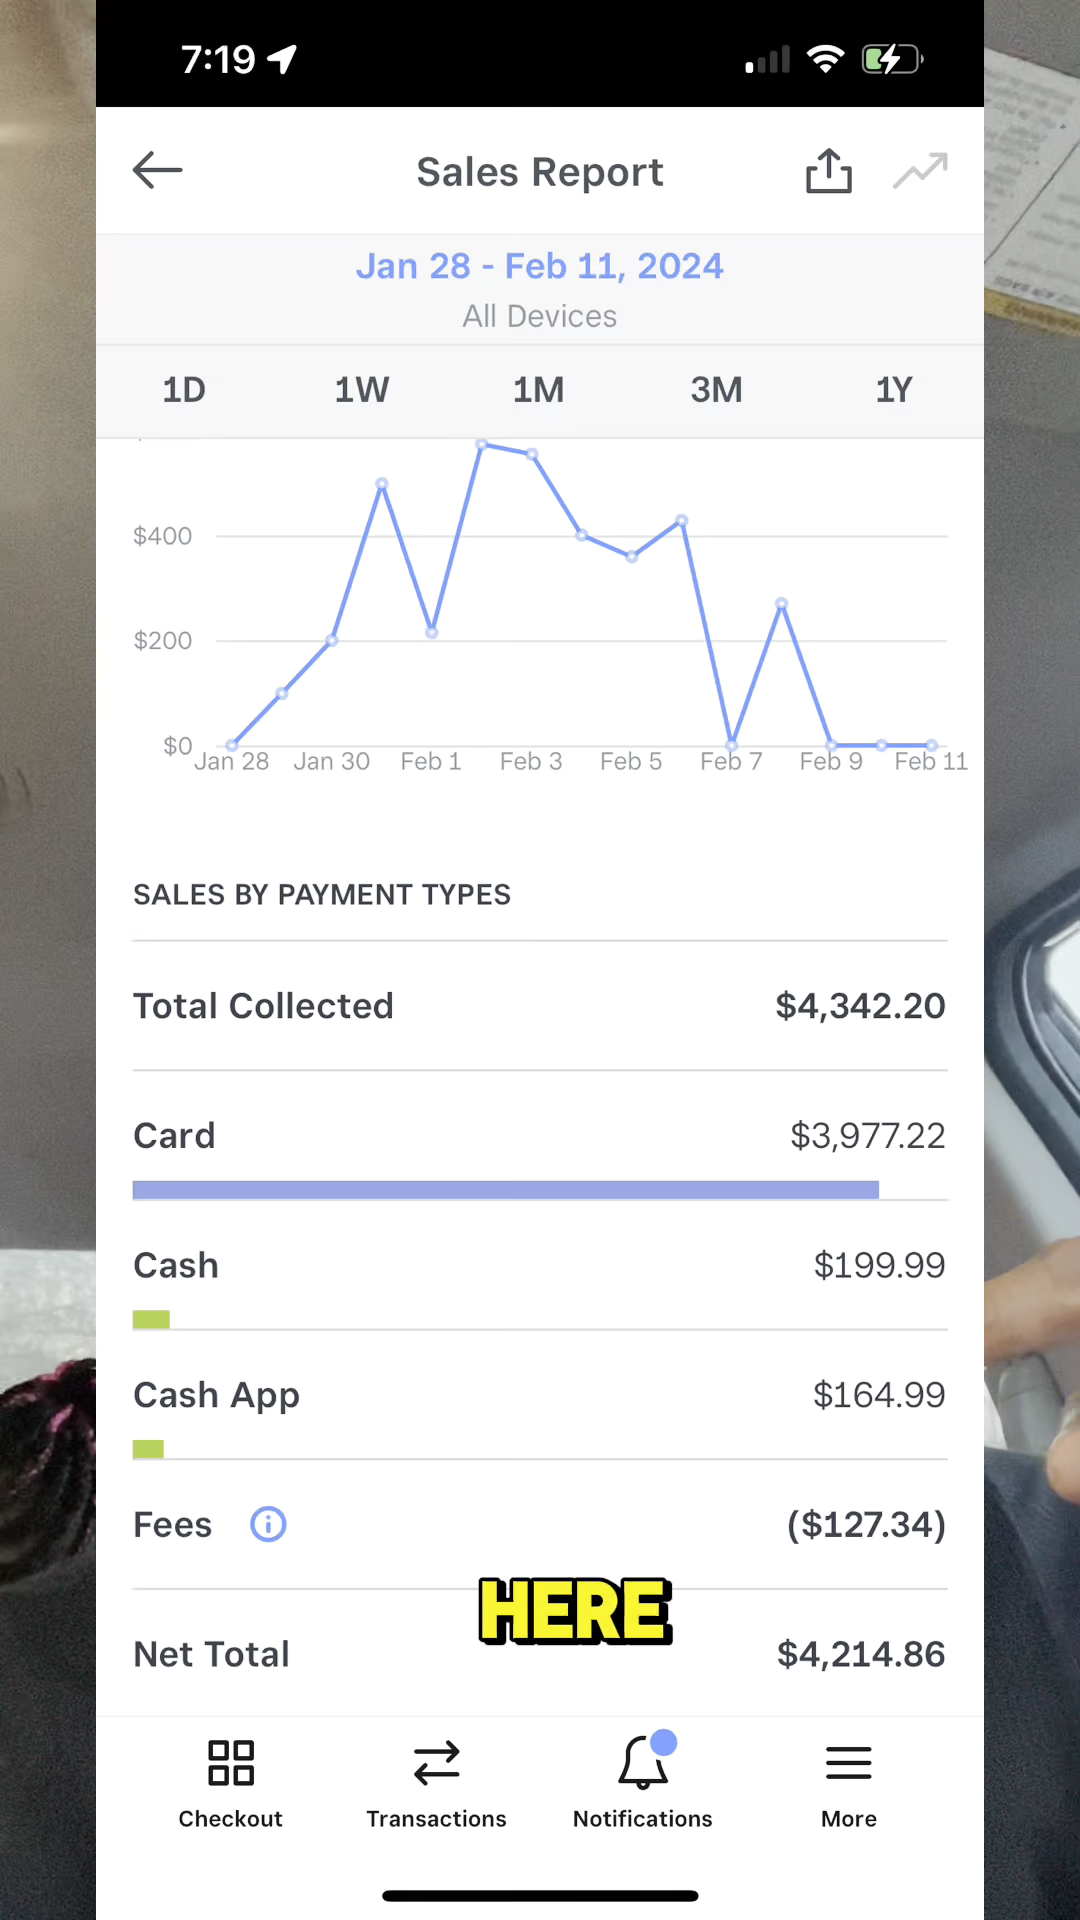 7:19
Sales Report
Jan 28 - Feb 11, 2024
All Devices
1D 1W 1M 3M 1Y
$400
$200
$0
Jan 28 Jan 30 Feb 1 Feb 3 Feb 5 Feb 7 Feb 9 Feb 11
SALES BY PAYMENT TYPES
Total Collected $4,342.20
Card $3,977.22
Cash $199.99
Cash App $164.99
Fees ($127.34)
HERE
Net Total $4,214.86
Checkout Transactions Notifications More